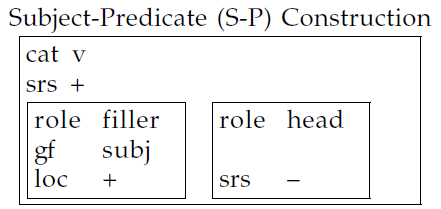 Subject-Predicate (S-P) Construction
cat v
srs +
role filler
gf subj
loc +
role head
srs –